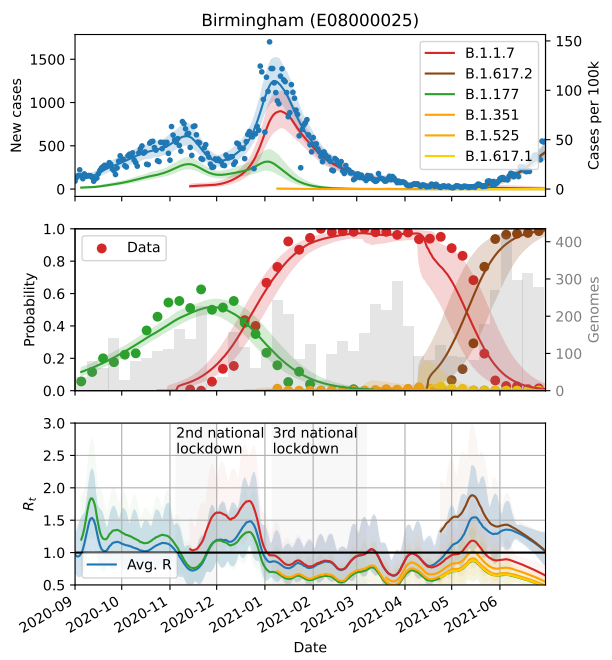 Birmingham (E08000025)
New cases
1500
1000
500
0
B.1.1.7
B.1.617.2
B.1.177
B.1.351
B.1.525
B.1.617.1
150
100
50
0
Cases per 100k
Probability
1.0
0.8
0.6
0.4
0.2
0.0
Data
400
300
200
100
0
Genomes
Rt
3.0
2.5
2.0
1.5
1.0
0.5
2nd national
lockdown
3rd national
lockdown
Avg. R
2020-09
2020-10
2020-11
2020-12
2021-01
2021-02
2021-03
2021-04
2021-05
2021-06
Date